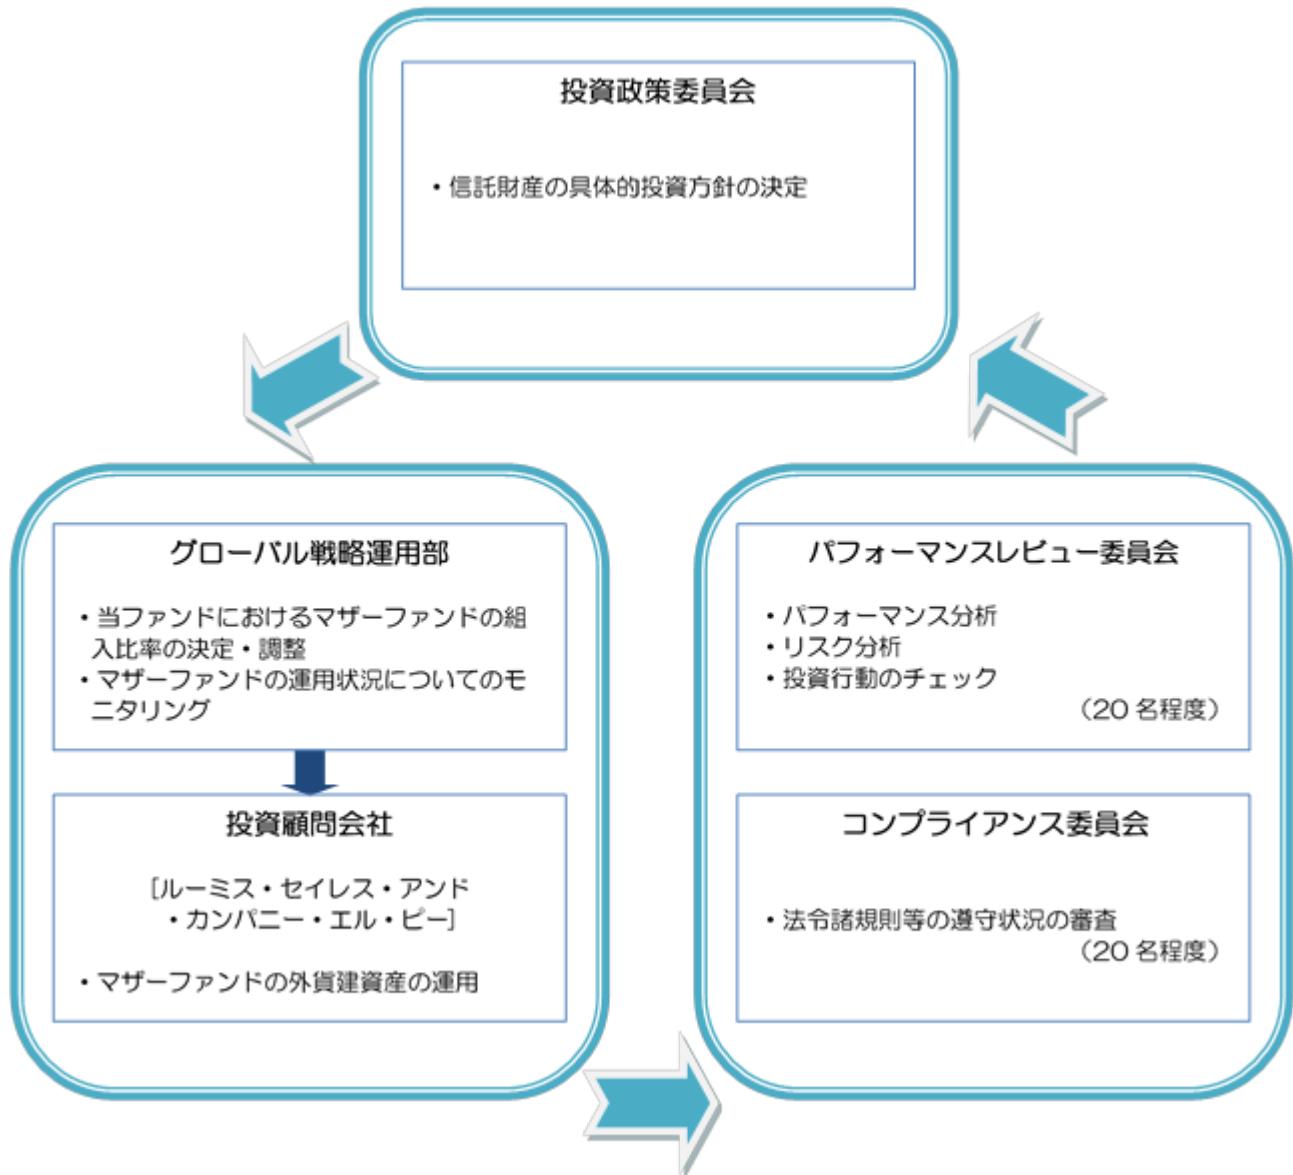 投資政策委員会
・信託財産の具体的投資方針の決定
グローバル戦略運用部
・当ファンドにおけるマザーファンドの組
入比率の決定・調整
・マザーファンドの運用状況についてのモ
ニタリング
投資顧問会社
［ルーミス・セイレス・アンド
・カンパニー・エル・ピー］
・マザーファンドの外貨建資産の運用
パフォーマンスレビュー委員会
・パフォーマンス分析
・リスク分析
・投資行動のチェック
（20 名程度）
コンプライアンス委員会
・法令諸規則等の遵守状況の審査
（20 名程度）